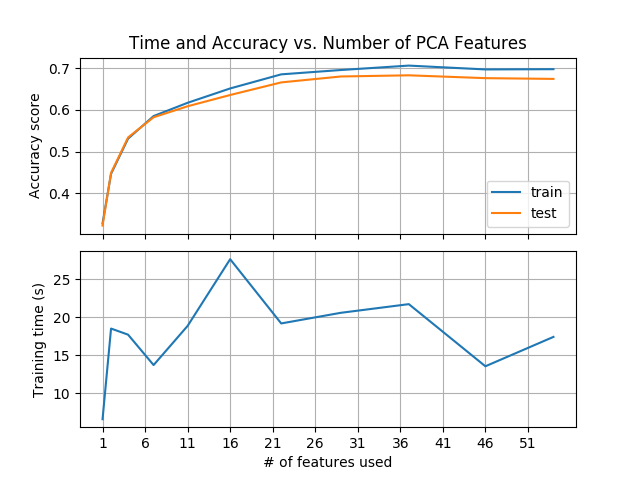 Time and Accuracy vs. Number of PCA Features
0.7
0.6
0.5
0.4
Accuracy score
train
test
25
20
15
10
Training time (s)
1 6 11 16 21 26 31 36 41 46 51
# of features used